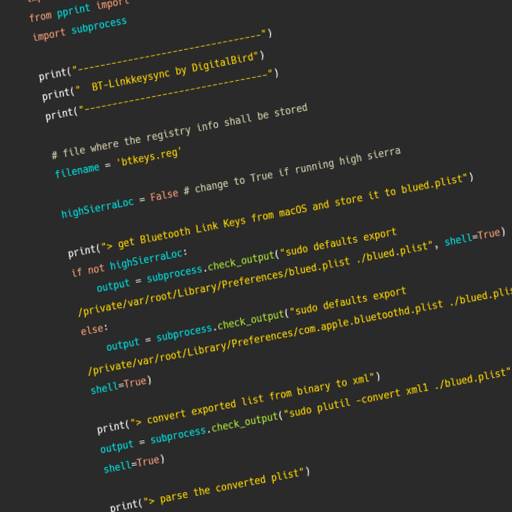 from pprint import
import subprocess
print("--------------------------------")
print("  BT-Linkkeysync by DigitalBird")
print("--------------------------------")
# file where the registry info shall be stored
filename = 'btkeys.reg'
highSierraLoc = False # change to True if running high sierra
print("> get Bluetooth Link Keys from macOS and store it to blued.plist")
if not highSierraLoc:
    output = subprocess.check_output("sudo defaults export
/private/var/root/Library/Preferences/blued.plist ./blued.plist", shell=True)
else:
    output = subprocess.check_output("sudo defaults export
/private/var/root/Library/Preferences/com.apple.bluetoothd.plist ./blued.plis
shell=True)
print("> convert exported list from binary to xml")
output = subprocess.check_output("sudo plutil -convert xml1 ./blued.plist"
shell=True)
print("> parse the converted plist")